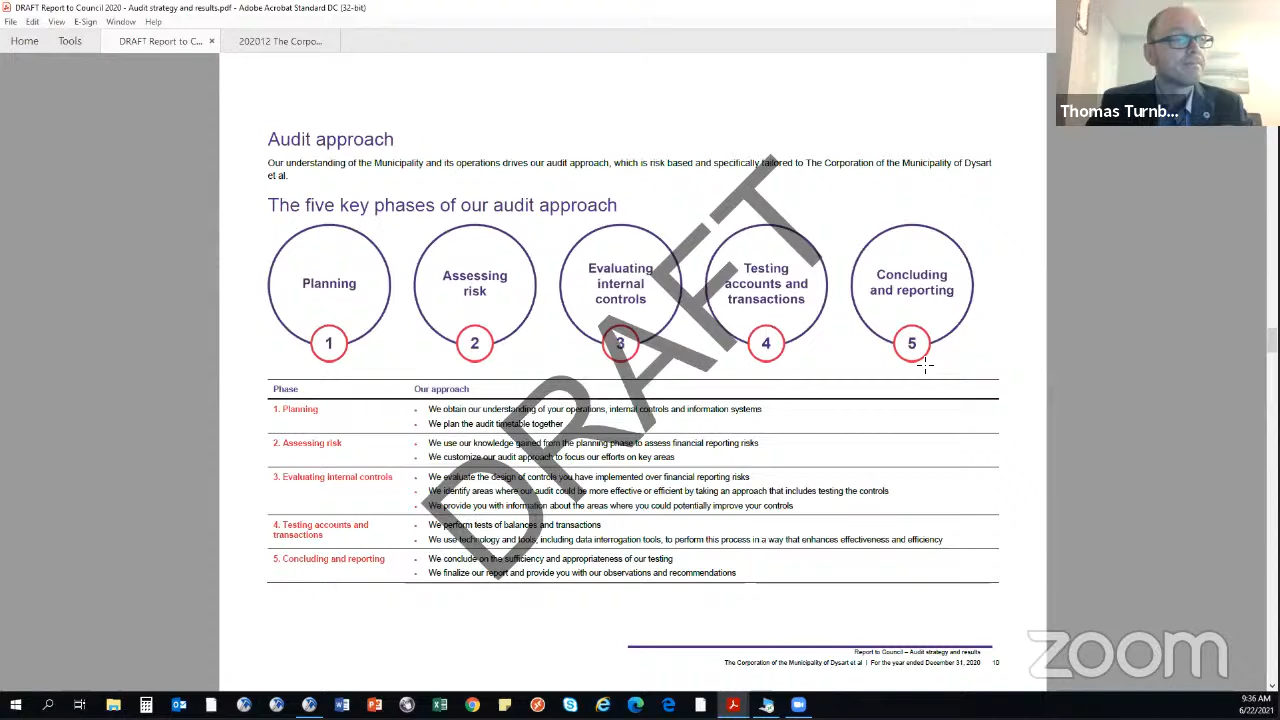 DRAFT Report to Council 2020 - Audit strategy and results.pdf - Adobe Acrobat Standard DC (32-bit)
File Edit View E-Sign Window Help
Home Tools DRAFT Report to C... × 202012 The Corpo...
Thomas Turnb...
Audit approach
Our understanding of the Municipality and its operations drives our audit approach, which is risk based and specifically tailored to The Corporation of the Municipality of Dysart
et al.
The five key phases of our audit approach
Planning
1
Assessing
risk
2
Evaluating
internal
controls
3
Testing
accounts and
transactions
4
Concluding
and reporting
5
DRAFT
Phase Our approach
1. Planning
• We obtain our understanding of your operations, internal controls and information systems
• We plan the audit timetable together
2. Assessing risk
• We use our knowledge gained from the planning phase to assess financial reporting risks
• We customize our audit approach to focus our efforts on key areas
3. Evaluating internal controls
• We evaluate the design of controls you have implemented over financial reporting risks
• We identify areas where our audit could be more effective or efficient by taking an approach that includes testing the controls
• We provide you with information about the areas where you could potentially improve your controls
4. Testing accounts and
transactions
• We perform tests of balances and transactions
• We use technology and tools, including data interrogation tools, to perform this process in a way that enhances effectiveness and efficiency
5. Concluding and reporting
• We conclude on the sufficiency and appropriateness of our testing
• We finalize our report and provide you with our observations and recommendations
Report to Council – Audit strategy and results
The Corporation of the Municipality of Dysart et al | For the year ended December 31, 2020 10
zoom
9:36 AM
6/22/2021